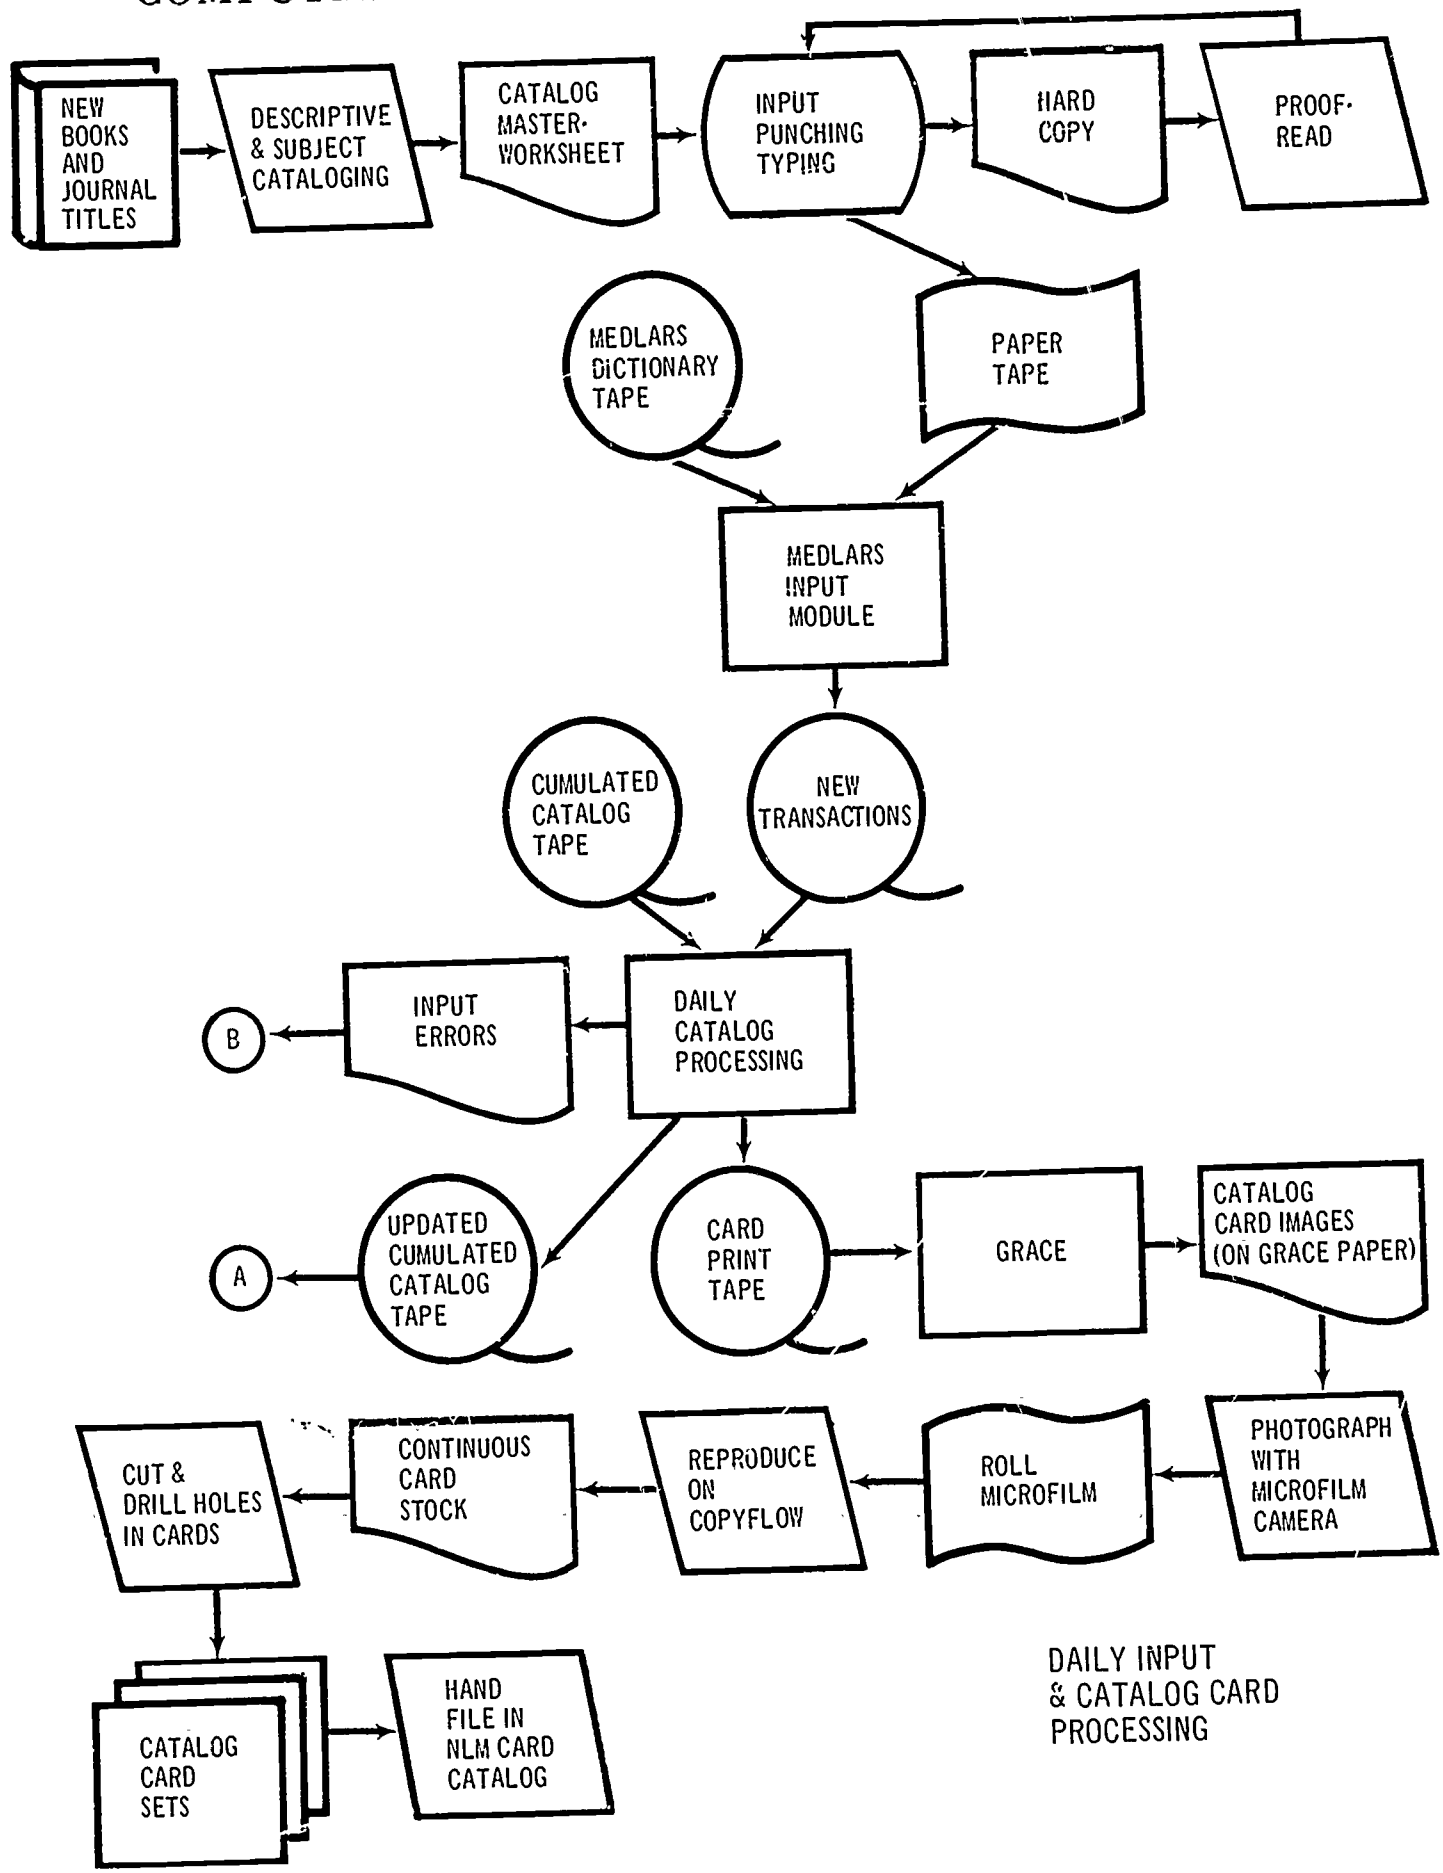 NEW
BOOKS
AND
JOURNAL
TITLES
DESCRIPTIVE
& SUBJECT
CATALOGING
CATALOG
MASTER-
WORKSHEET
INPUT
PUNCHING
TYPING
HARD
COPY
PROOF-
READ
MEDLARS
DICTIONARY
TAPE
PAPER
TAPE
MEDLARS
INPUT
MODULE
CUMULATED
CATALOG
TAPE
NEW
TRANSACTIONS
B
INPUT
ERRORS
DAILY
CATALOG
PROCESSING
A
UPDATED
CUMULATED
CATALOG
TAPE
CARD
PRINT
TAPE
GRACE
CATALOG
CARD IMAGES
(ON GRACE PAPER)
CUT &
DRILL HOLES
IN CARDS
CONTINUOUS
CARD
STOCK
REPRODUCE
ON
COPYFLOW
ROLL
MICROFILM
PHOTOGRAPH
WITH
MICROFILM
CAMERA
CATALOG
CARD
SETS
HAND
FILE IN
NLM CARD
CATALOG
DAILY INPUT
& CATALOG CARD
PROCESSING